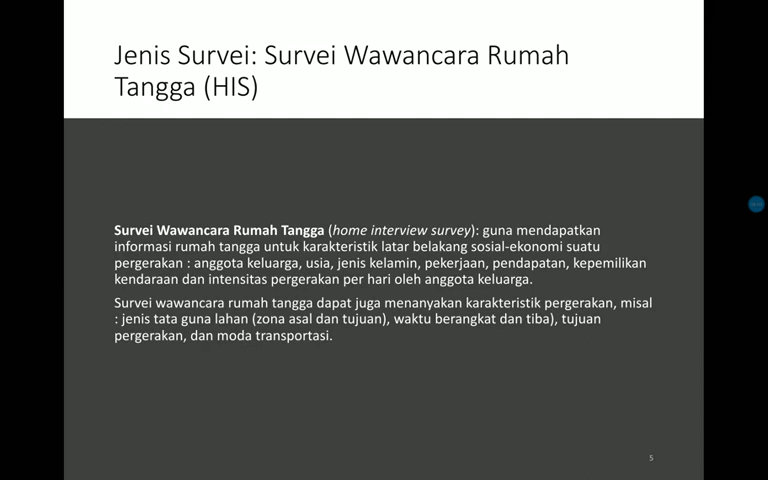 Jenis Survei: Survei Wawancara Rumah
Tangga (HIS)
Survei Wawancara Rumah Tangga (home interview survey): guna mendapatkan
informasi rumah tangga untuk karakteristik latar belakang sosial-ekonomi suatu
pergerakan : anggota keluarga, usia, jenis kelamin, pekerjaan, pendapatan, kepemilikan
kendaraan dan intensitas pergerakan per hari oleh anggota keluarga.
Survei wawancara rumah tangga dapat juga menanyakan karakteristik pergerakan, misal
: jenis tata guna lahan (zona asal dan tujuan), waktu berangkat dan tiba), tujuan
pergerakan, dan moda transportasi.
5